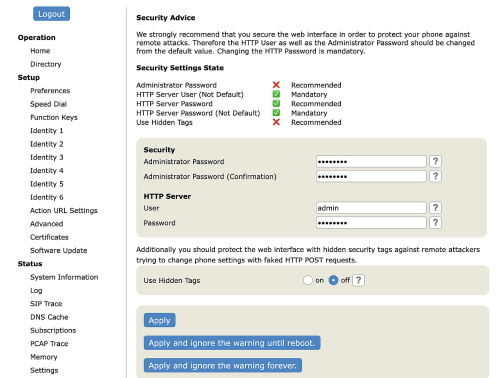 Logout
Operation
Home
Directory
Setup
Preferences
Speed Dial
Function Keys
Identity 1
Identity 2
Identity 3
Identity 4
Identity 5
Identity 6
Action URL Settings
Advanced
Certificates
Software Update
Status
System Information
Log
SIP Trace
DNS Cache
Subscriptions
PCAP Trace
Memory
Settings
Security Advice
We strongly recommend that you secure the web interface in order to protect your phone against
remote attacks. Therefore the HTTP User as well as the Administrator Password should be changed
from the default value. Changing the HTTP Password is mandatory.
Security Settings State
Administrator Password Recommended
HTTP Server User (Not Default) Mandatory
HTTP Server Password Recommended
HTTP Server Password (Not Default) Mandatory
Use Hidden Tags Recommended
Security
Administrator Password •••••••• ?
Administrator Password (Confirmation) •••••••• ?
HTTP Server
User admin ?
Password •••••••• ?
Additionally you should protect the web interface with hidden security tags against remote attackers
trying to change phone settings with faked HTTP POST requests.
Use Hidden Tags on off ?
Apply
Apply and ignore the warning until reboot.
Apply and ignore the warning forever.